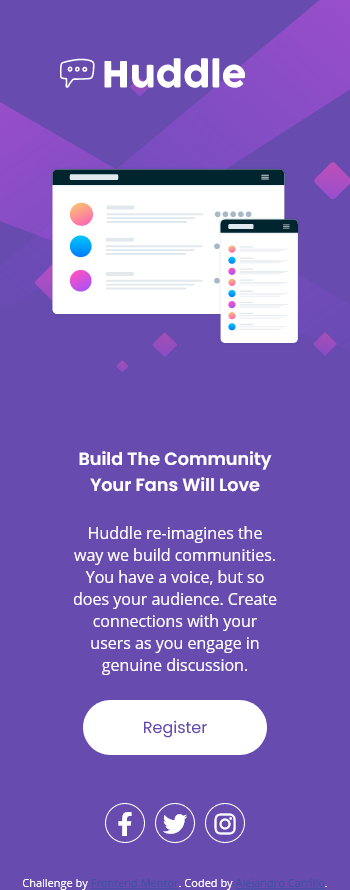 Huddle
Build The Community
Your Fans Will Love
Huddle re-imagines the
way we build communities.
You have a voice, but so
does your audience. Create
connections with your
users as you engage in
genuine discussion.
Register
Challenge by Frontend Mentor. Coded by